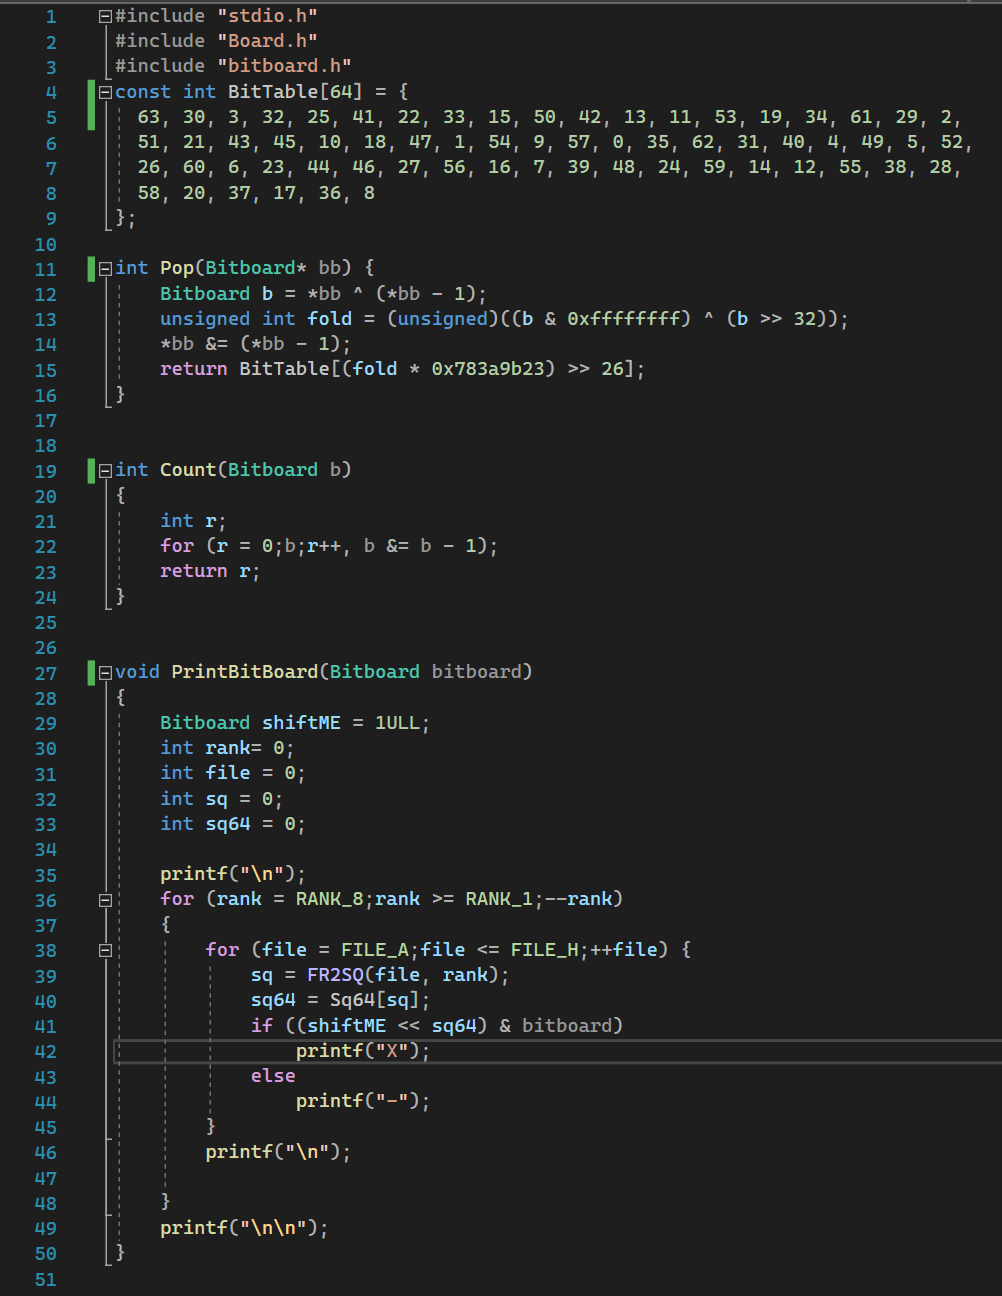 1 #include "stdio.h"
2 #include "Board.h"
3 #include "bitboard.h"
4 const int BitTable[64] = {
5 63, 30, 3, 32, 25, 41, 22, 33, 15, 50, 42, 13, 11, 53, 19, 34, 61, 29, 2,
6 51, 21, 43, 45, 10, 18, 47, 1, 54, 9, 57, 0, 35, 62, 31, 40, 4, 49, 5, 52,
7 26, 60, 6, 23, 44, 46, 27, 56, 16, 7, 39, 48, 24, 59, 14, 12, 55, 38, 28,
8 58, 20, 37, 17, 36, 8
9 };
10
11 int Pop(Bitboard* bb) {
12 Bitboard b = *bb ^ (*bb - 1);
13 unsigned int fold = (unsigned)((b & 0xffffffff) ^ (b >> 32));
14 *bb &= (*bb - 1);
15 return BitTable[(fold * 0x783a9b23) >> 26];
16 }
17
18
19 int Count(Bitboard b)
20 {
21 int r;
22 for (r = 0;b;r++, b &= b - 1);
23 return r;
24 }
25
26
27 void PrintBitBoard(Bitboard bitboard)
28 {
29 Bitboard shiftME = 1ULL;
30 int rank= 0;
31 int file = 0;
32 int sq = 0;
33 int sq64 = 0;
34
35 printf("\n");
36 for (rank = RANK_8;rank >= RANK_1;--rank)
37 {
38 for (file = FILE_A;file <= FILE_H;++file) {
39 sq = FR2SQ(file, rank);
40 sq64 = Sq64[sq];
41 if ((shiftME << sq64) & bitboard)
42 printf("X");
43 else
44 printf("-");
45 }
46 printf("\n");
47
48 }
49 printf("\n\n");
50 }
51